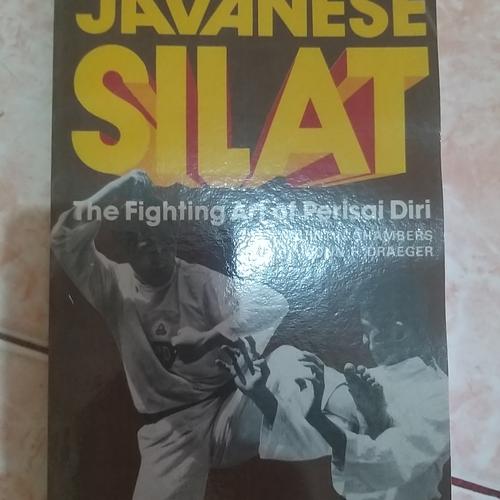 JAVANESE
SILAT
The Fighting Art of Perisai Diri
CHAMBERS
DRAEGER